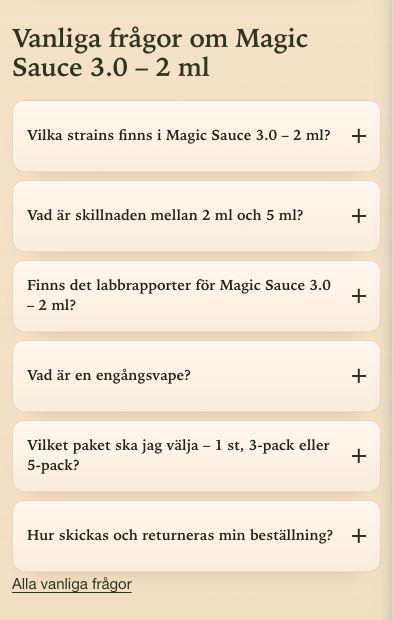 Vanliga frågor om Magic
Sauce 3.0 – 2 ml
Vilka strains finns i Magic Sauce 3.0 – 2 ml?
Vad är skillnaden mellan 2 ml och 5 ml?
Finns det labbrapporter för Magic Sauce 3.0
– 2 ml?
Vad är en engångsvape?
Vilket paket ska jag välja – 1 st, 3-pack eller
5-pack?
Hur skickas och returneras min beställning?
Alla vanliga frågor